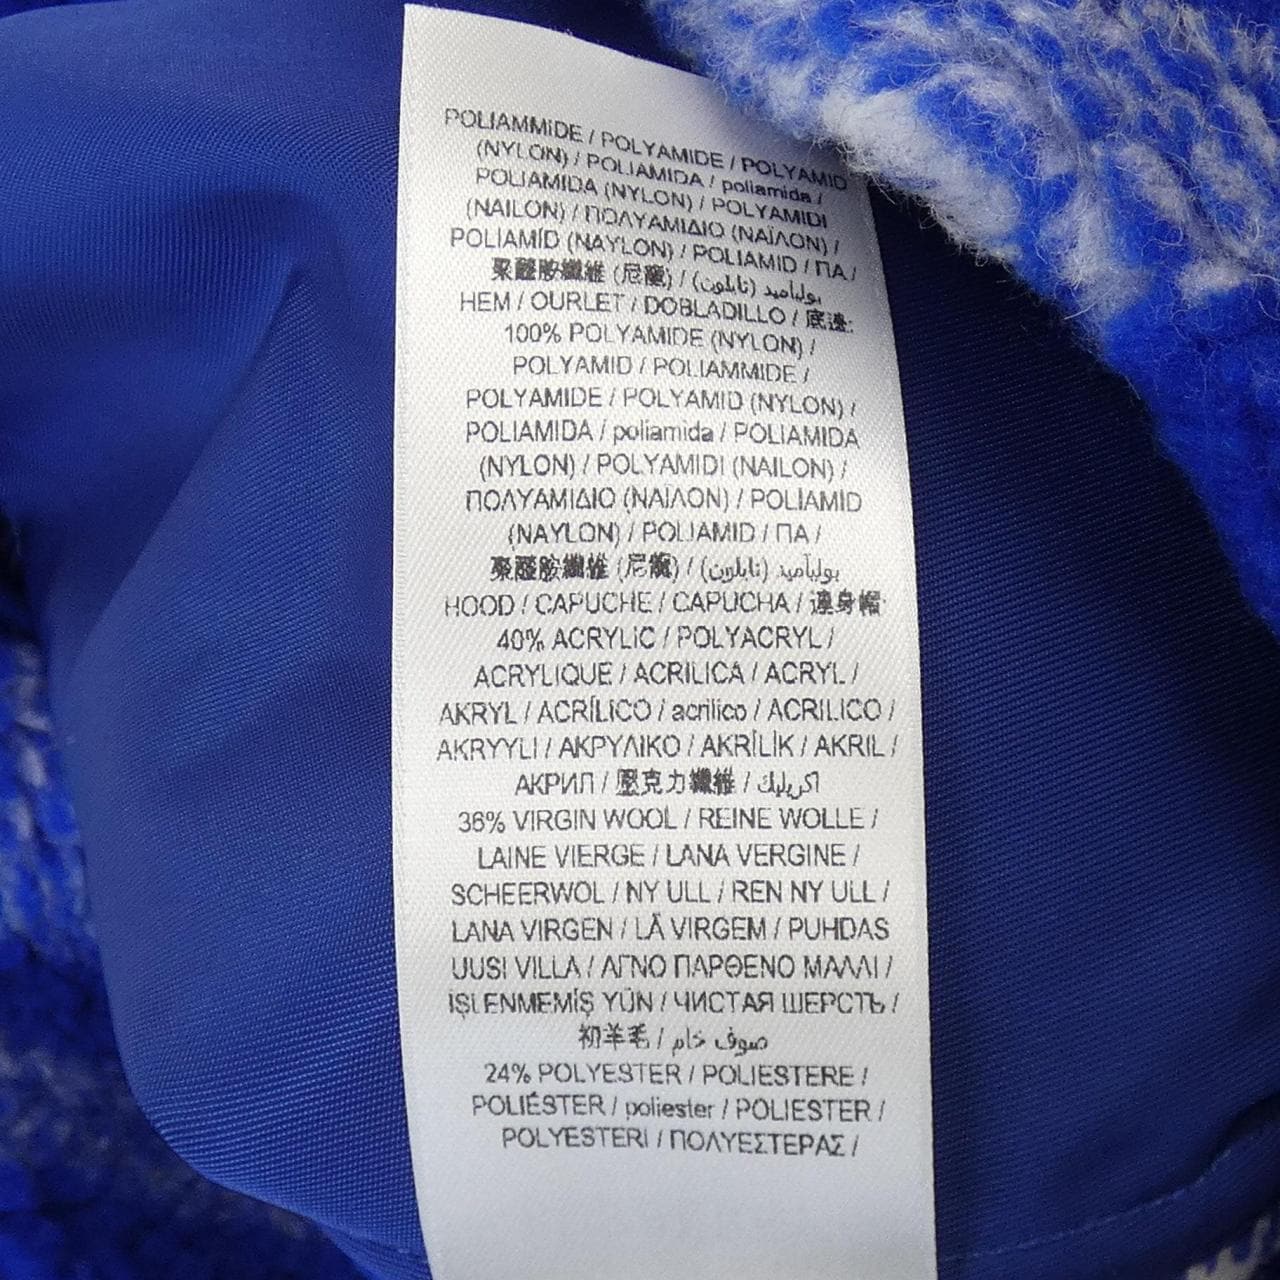 POLIAMMIDE / POLYAMIDE / POLYAMID
(NYLON) / POLIAMIDA / poliamida /
POLIAMIDA (NYLON) / POLYAMIDI
(NAILON) / ΠΟΛΥΑΜΙΔΙΟ (ΝΑΪΛΟΝ) /
POLIAMİD (NAYLON) / POLIAMID / ПА /
聚醯胺纖維 (尼龍) / بولياميد (نايلون)
HEM / OURLET / DOBLADILLO / 底邊:
100% POLYAMIDE (NYLON) /
POLYAMID / POLIAMMIDE /
POLYAMIDE / POLYAMID (NYLON) /
POLIAMIDA / poliamida / POLIAMIDA
(NYLON) / POLYAMIDI (NAILON) /
ΠΟΛΥΑΜΙΔΙΟ (ΝΑΪΛΟΝ) / POLİAMİD
(NAYLON) / POLIAMID / ПА /
聚醯胺纖維 (尼龍) / بولياميد (نايلون)
HOOD / CAPUCHE / CAPUCHA / 連身帽:
40% ACRYLIC / POLYACRYL /
ACRYLIQUE / ACRILICA / ACRYL /
AKRYL / ACRÍLICO / acrílico / ACRILICO /
AKRYYLI / ΑΚΡΥΛΙΚΟ / AKRİLİK / AKRIL /
АКРИЛ / 壓克力纖維 / اكريليك
36% VIRGIN WOOL / REINE WOLLE /
LAINE VIERGE / LANA VERGINE /
SCHEERWOL / NY ULL / REN NY ULL /
LANA VIRGEN / LÃ VIRGEM / PUHDAS
UUSI VILLA / ΑΓΝΟ ΠΑΡΘΕΝΟ ΜΑΛΛΙ /
İŞLENMEMİŞ YÜN / ЧИСТАЯ ШЕРСТЬ /
初羊毛 / صوف خام
24% POLYESTER / POLIESTERE /
POLIÉSTER / poliester / POLIESTER /
POLYESTERI / ΠΟΛΥΕΣΤΕΡΑΣ /